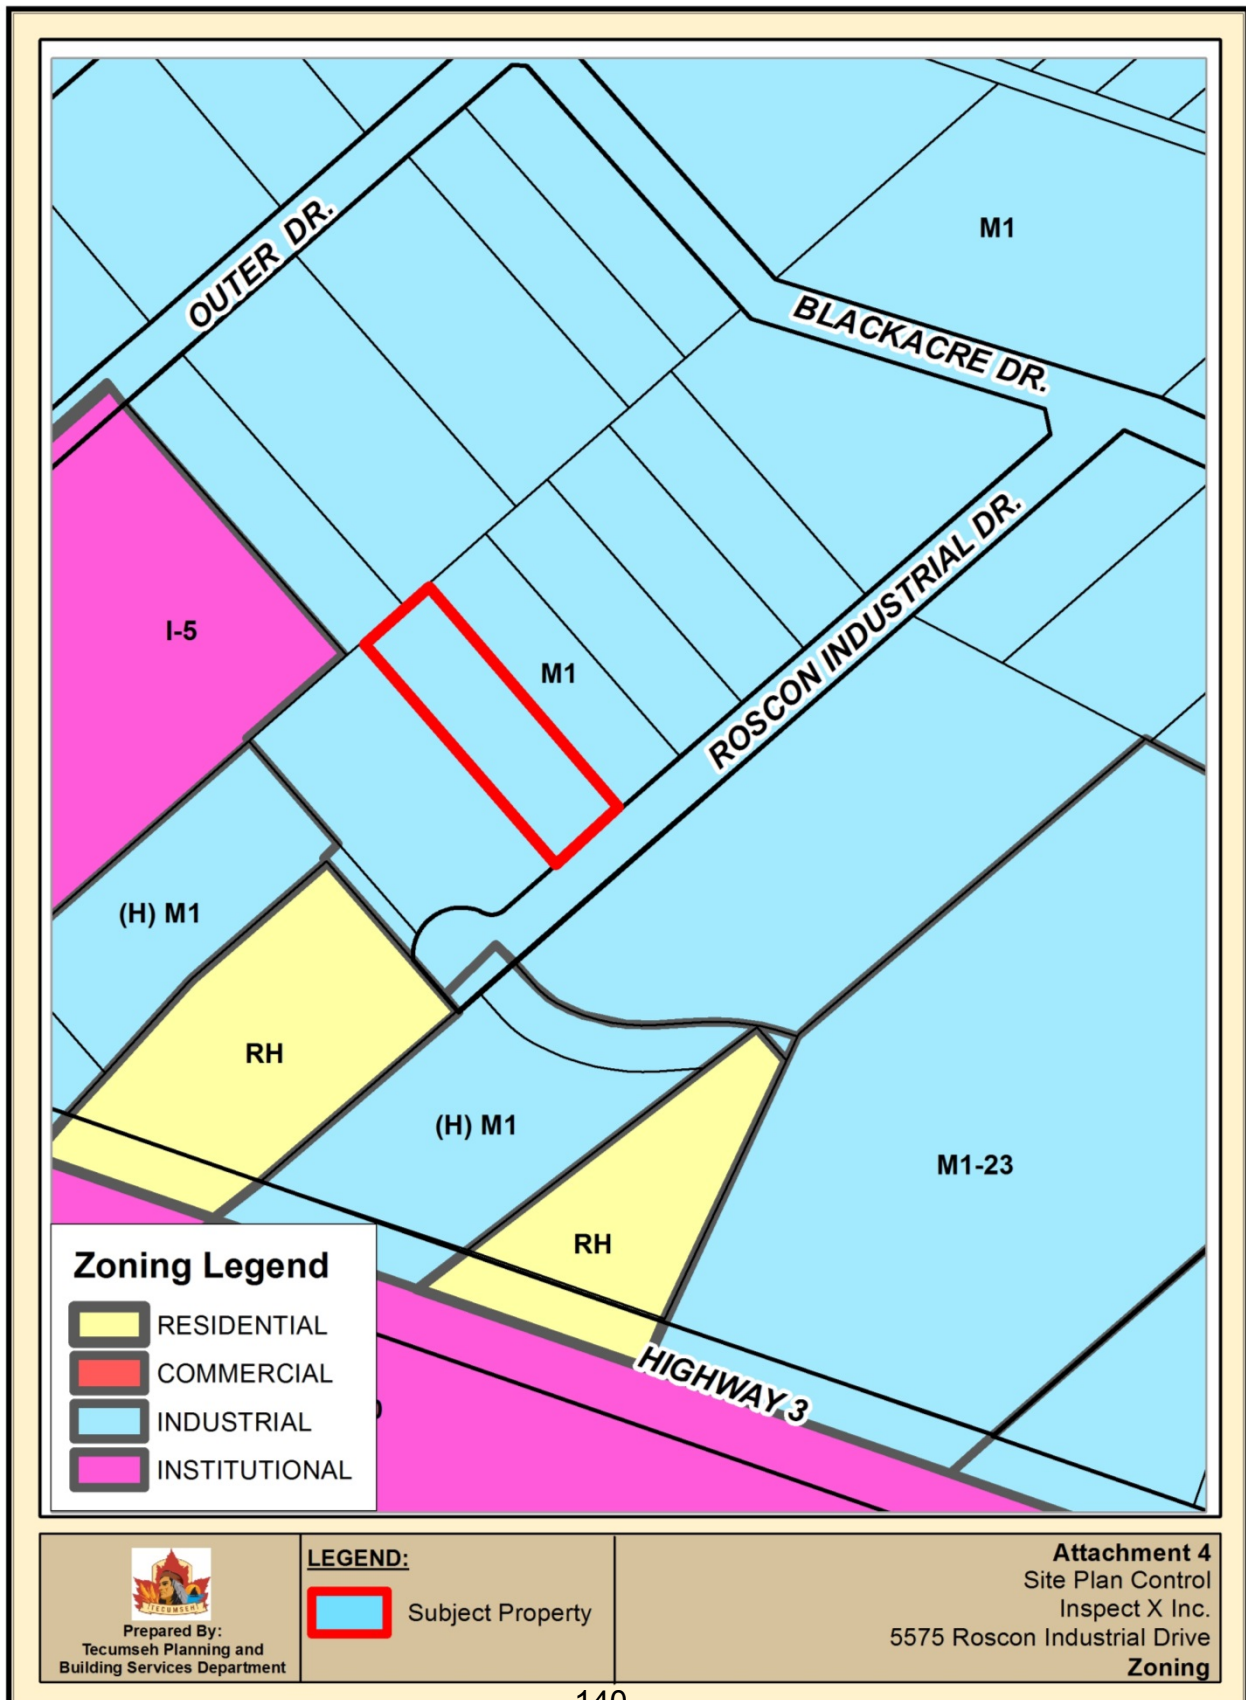 OUTER DR.
M1
BLACKACRE DR.
ROSCON INDUSTRIAL DR.
I-5
M1
(H) M1
RH
(H) M1
M1-23
RH
HIGHWAY 3
Zoning Legend
RESIDENTIAL
COMMERCIAL
INDUSTRIAL
INSTITUTIONAL
TECUMSEH
Prepared By:
Tecumseh Planning and
Building Services Department
LEGEND:
Subject Property
Attachment 4
Site Plan Control
Inspect X Inc.
5575 Roscon Industrial Drive
Zoning
140